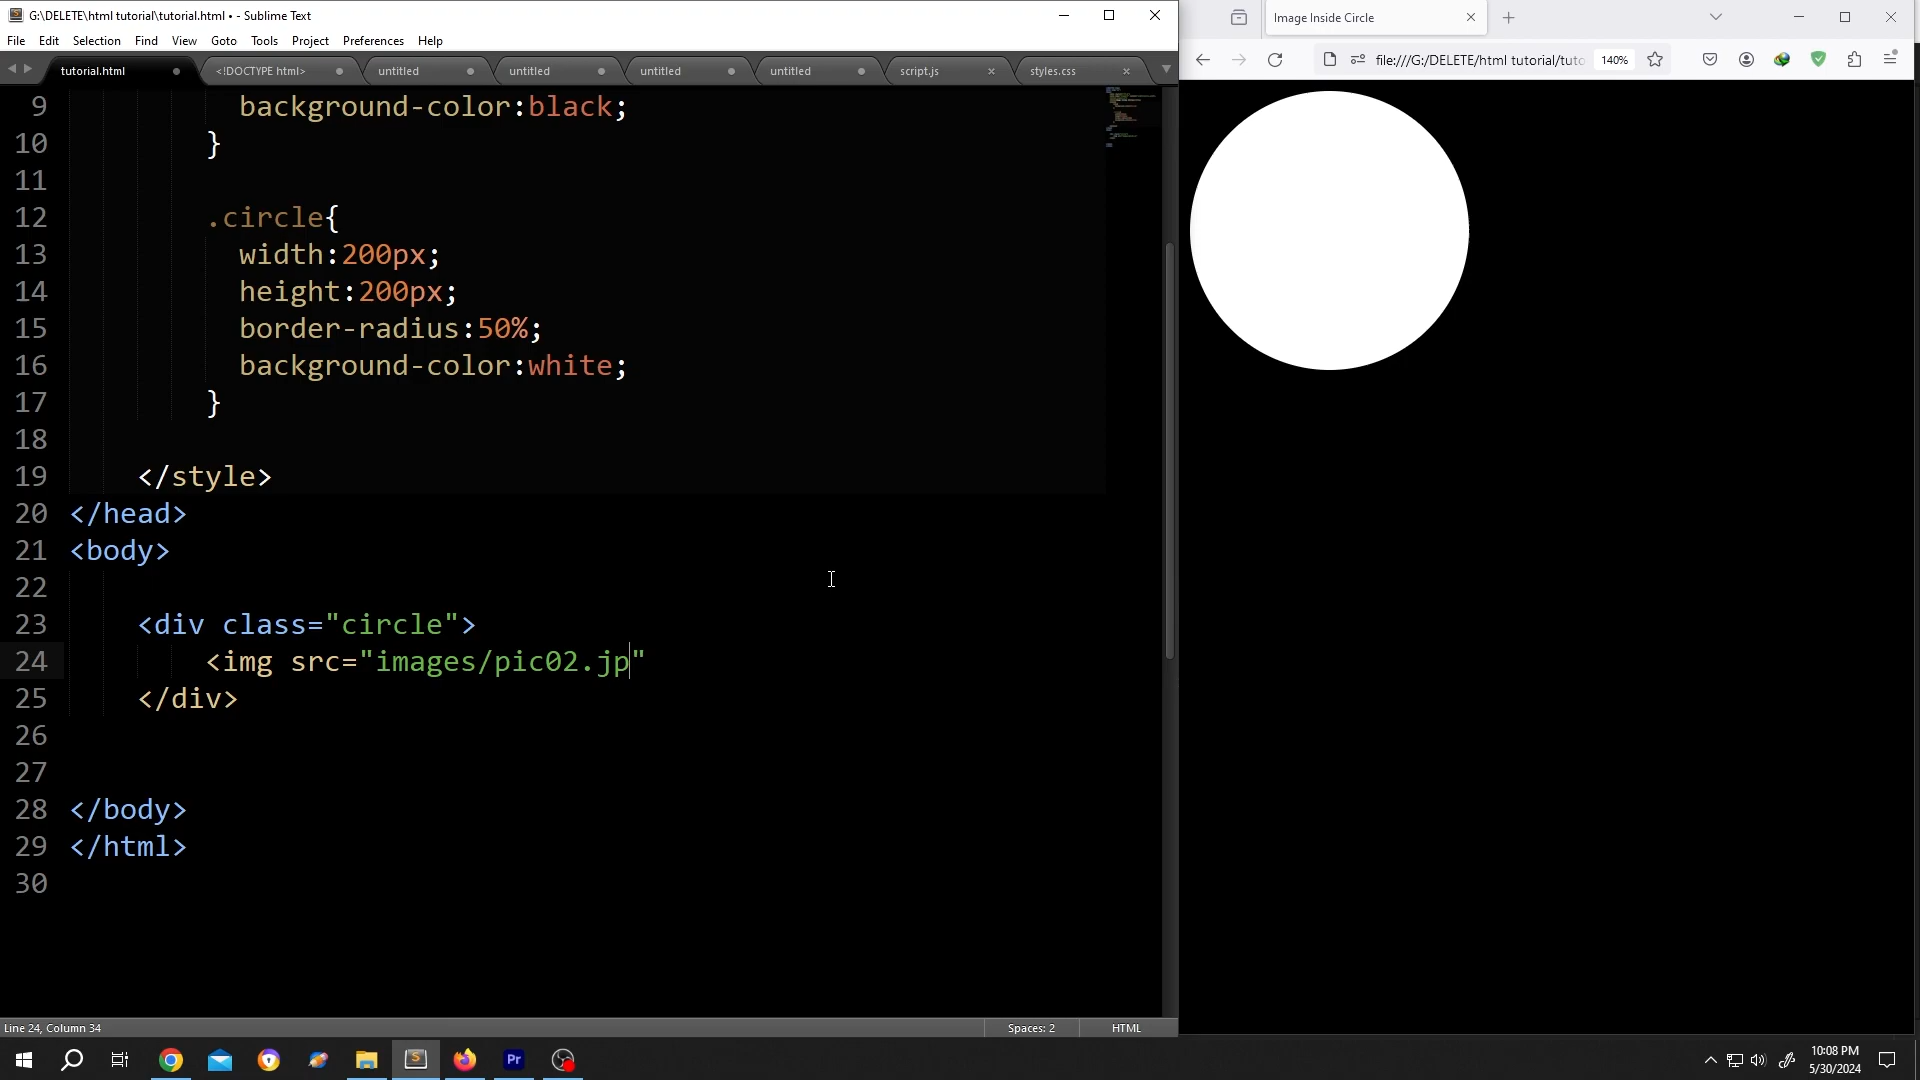 G:\DELETE\html tutorial\tutorial.html • - Sublime Text
File Edit Selection Find View Goto Tools Project Preferences Help
tutorial.html <!DOCTYPE html> untitled untitled untitled untitled script.js styles.css
9 background-color:black;
10 }
11
12 .circle{
13 width:200px;
14 height:200px;
15 border-radius:50%;
16 background-color:white;
17 }
18
19 </style>
20 </head>
21 <body>
22
23 <div class="circle">
24 <img src="images/pic02.jp"
25 </div>
26
27
28 </body>
29 </html>
30
Line 24, Column 34
Spaces: 2
HTML
Image Inside Circle
file:///G:/DELETE/html tutorial/tuto
140%
S
Pr
10:08 PM
5/30/2024